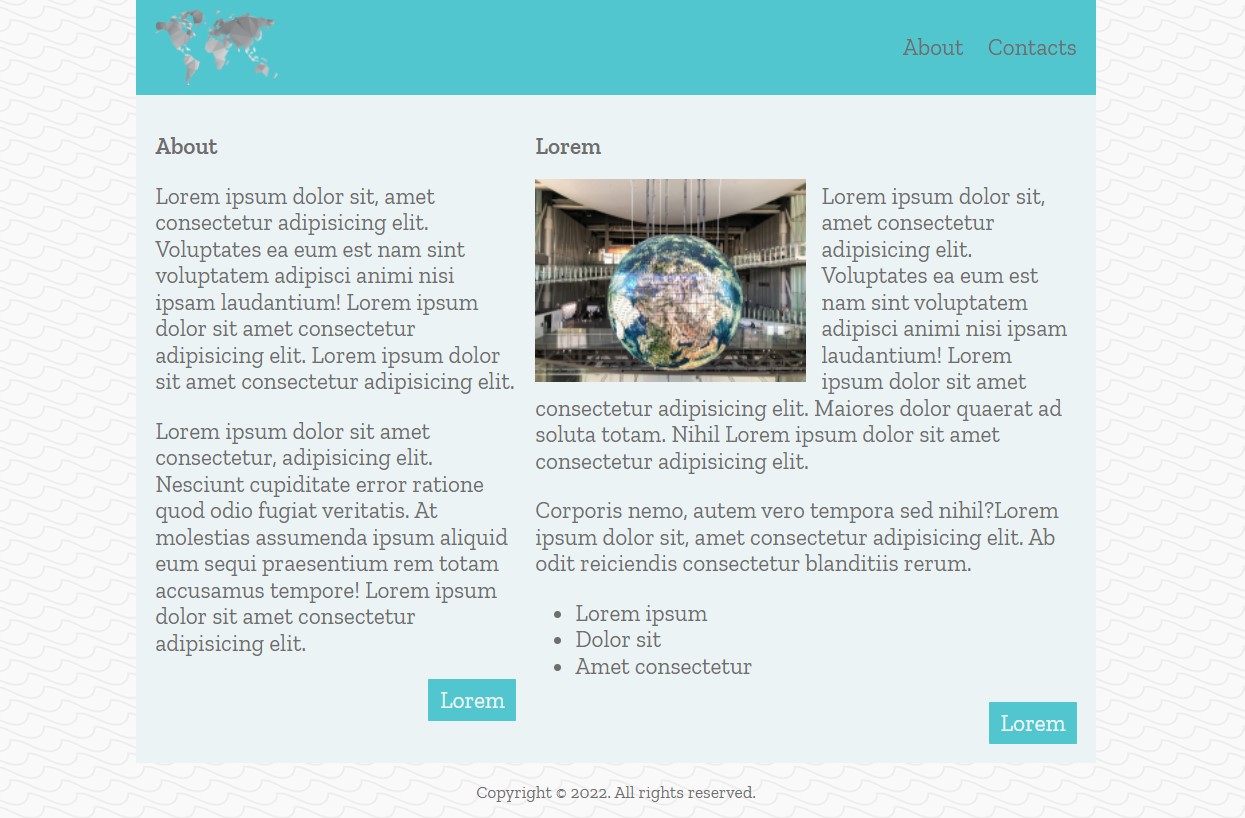 About Contacts
About
Lorem ipsum dolor sit, amet
consectetur adipisicing elit.
Voluptates ea eum est nam sint
voluptatem adipisci animi nisi
ipsam laudantium! Lorem ipsum
dolor sit amet consectetur
adipisicing elit. Lorem ipsum dolor
sit amet consectetur adipisicing elit.
Lorem ipsum dolor sit amet
consectetur, adipisicing elit.
Nesciunt cupiditate error ratione
quod odio fugiat veritatis. At
molestias assumenda ipsum aliquid
eum sequi praesentium rem totam
accusamus tempore! Lorem ipsum
dolor sit amet consectetur
adipisicing elit.
Lorem
Lorem
Lorem ipsum dolor sit,
amet consectetur
adipisicing elit.
Voluptates ea eum est
nam sint voluptatem
adipisci animi nisi ipsam
laudantium! Lorem
ipsum dolor sit amet
consectetur adipisicing elit. Maiores dolor quaerat ad
soluta totam. Nihil Lorem ipsum dolor sit amet
consectetur adipisicing elit.
Corporis nemo, autem vero tempora sed nihil?Lorem
ipsum dolor sit, amet consectetur adipisicing elit. Ab
odit reiciendis consectetur blanditiis rerum.
• Lorem ipsum
• Dolor sit
• Amet consectetur
Lorem
Copyright © 2022. All rights reserved.